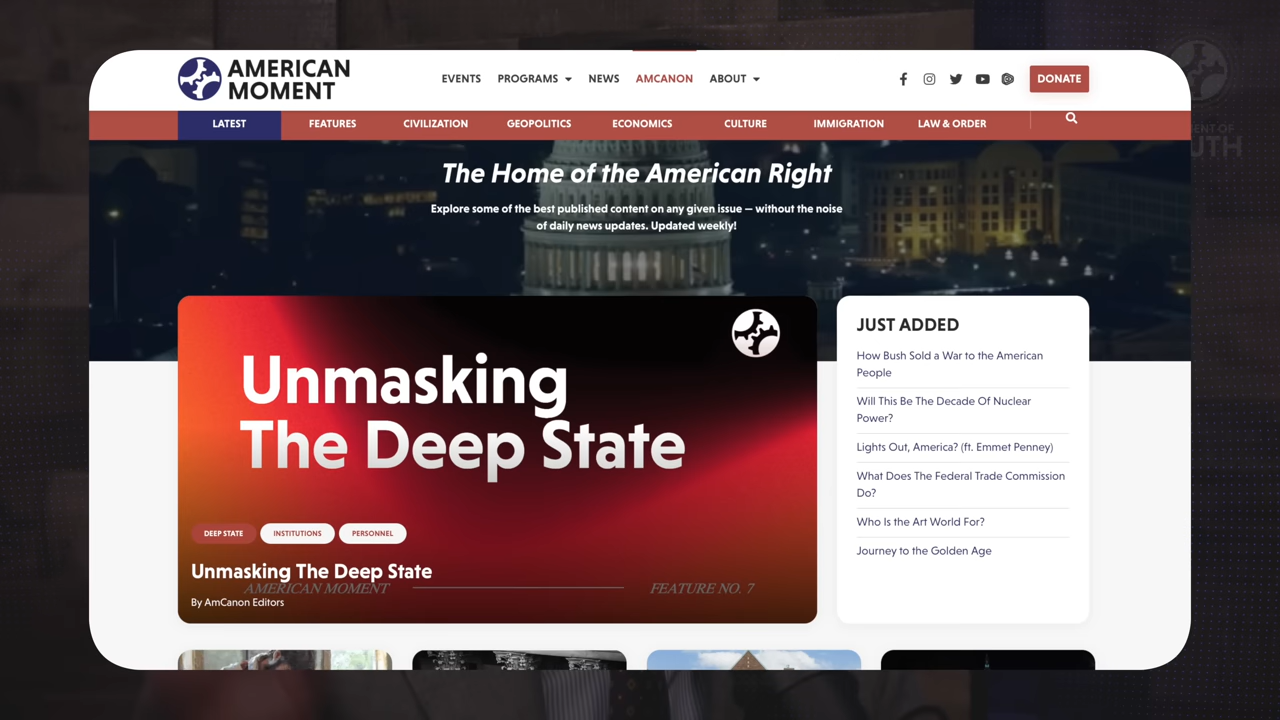 AMERICAN
MOMENT
EVENTS PROGRAMS NEWS AMCANON ABOUT
DONATE
LATEST FEATURES CIVILIZATION GEOPOLITICS ECONOMICS CULTURE IMMIGRATION LAW & ORDER
The Home of the American Right
Explore some of the best published content on any given issue – without the noise
of daily news updates. Updated weekly!
Unmasking
The Deep State
DEEP STATE INSTITUTIONS PERSONNEL
Unmasking The Deep State
AMERICAN MOMENT FEATURE NO. 7
By AmCanon Editors
JUST ADDED
How Bush Sold a War to the American
People
Will This Be The Decade Of Nuclear
Power?
Lights Out, America? (ft. Emmet Penney)
What Does The Federal Trade Commission
Do?
Who Is the Art World For?
Journey to the Golden Age